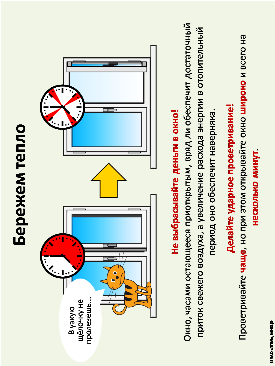 Бережем тепло
В узкую
щёлочку не
пролезешь...
Не выбрасывайте деньги в окно!
Окно, часами остающееся приоткрытым, вряд ли обеспечит достаточный
приток свежего воздуха, а увеличение расхода энергии в отопительный
период оно обеспечит наверняка.
Делайте ударное проветривание!
Проветривайте чаще, но при этом открывайте окно широко и всего на
несколько минут.